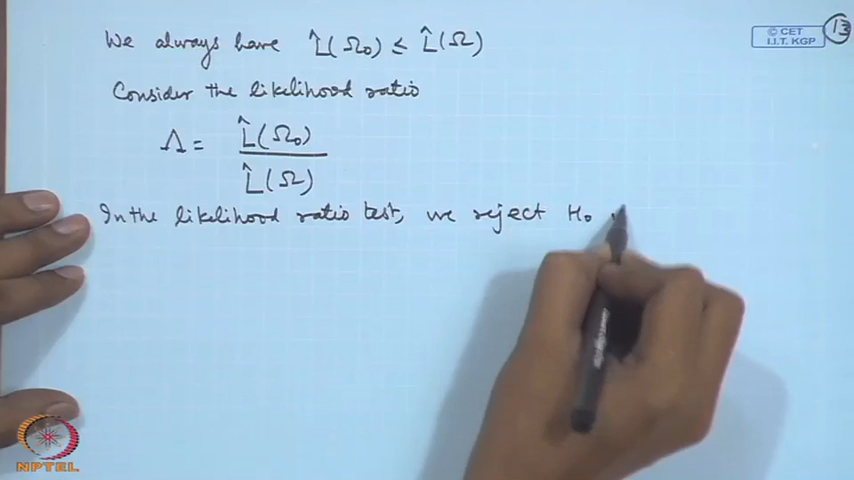 We always have L̂(Ω₀) ≤ L̂(Ω)
© CET
I.I.T. KGP
13
Consider the likelihood ratio
Λ = L̂(Ω₀) / L̂(Ω)
In the likelihood ratio test, we reject H₀
NPTEL